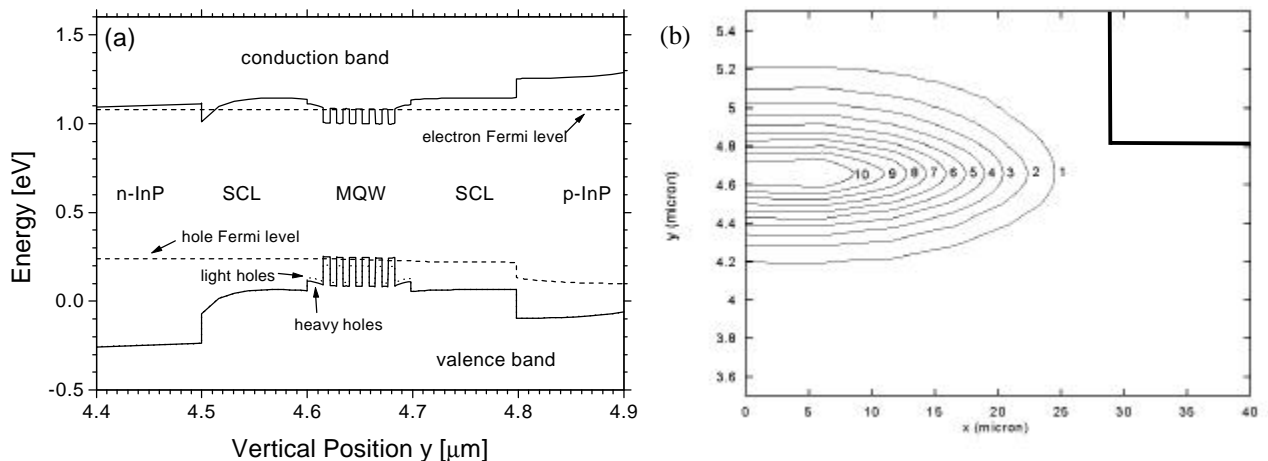 (a)
conduction band
electron Fermi level
n-InP SCL MQW SCL p-InP
hole Fermi level
light holes
heavy holes
valence band
1.5
1.0
0.5
0.0
-0.5
Energy [eV]
4.4 4.5 4.6 4.7 4.8 4.9
Vertical Position y [μm]
(b)
5.4
5.2
5
4.8
4.6
4.4
4.2
4
3.8
3.6
y (micron)
10 9 8 7 6 5 4 3 2 1
0 5 10 15 20 25 30 35 40
x (micron)